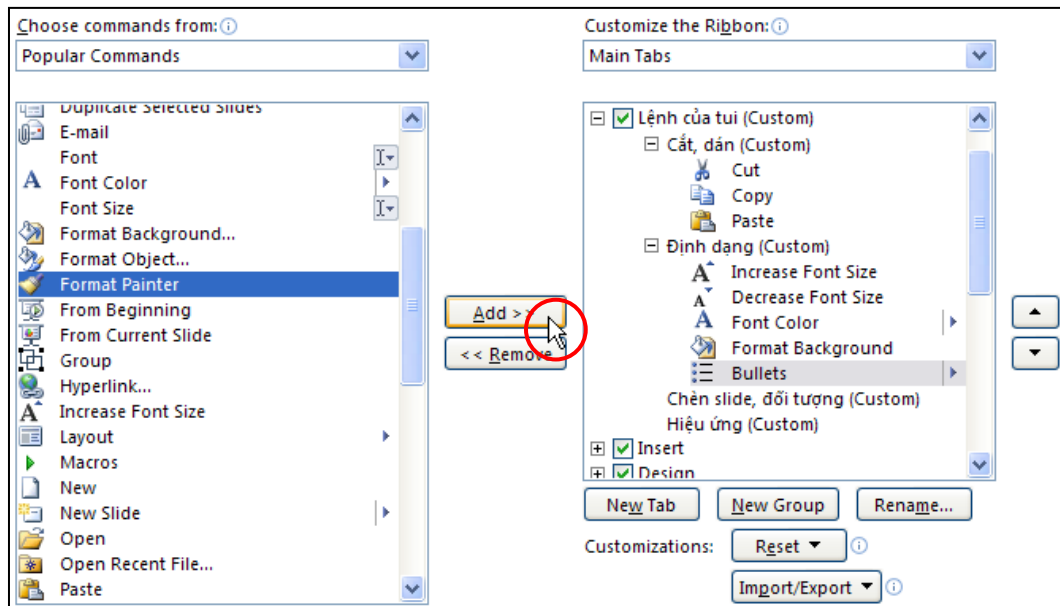 Choose commands from:
Popular Commands
Duplicate Selected Slides
E-mail
Font
Font Color
Font Size
Format Background...
Format Object...
Format Painter
From Beginning
From Current Slide
Group
Hyperlink...
Increase Font Size
Layout
Macros
New
New Slide
Open
Open Recent File...
Paste
Add >>
<< Remove
Customize the Ribbon:
Main Tabs
Lệnh của tui (Custom)
Cắt, dán (Custom)
Cut
Copy
Paste
Định dạng (Custom)
Increase Font Size
Decrease Font Size
Font Color
Format Background
Bullets
Chèn slide, đối tượng (Custom)
Hiệu ứng (Custom)
Insert
Design
New Tab
New Group
Rename...
Customizations:
Reset
Import/Export